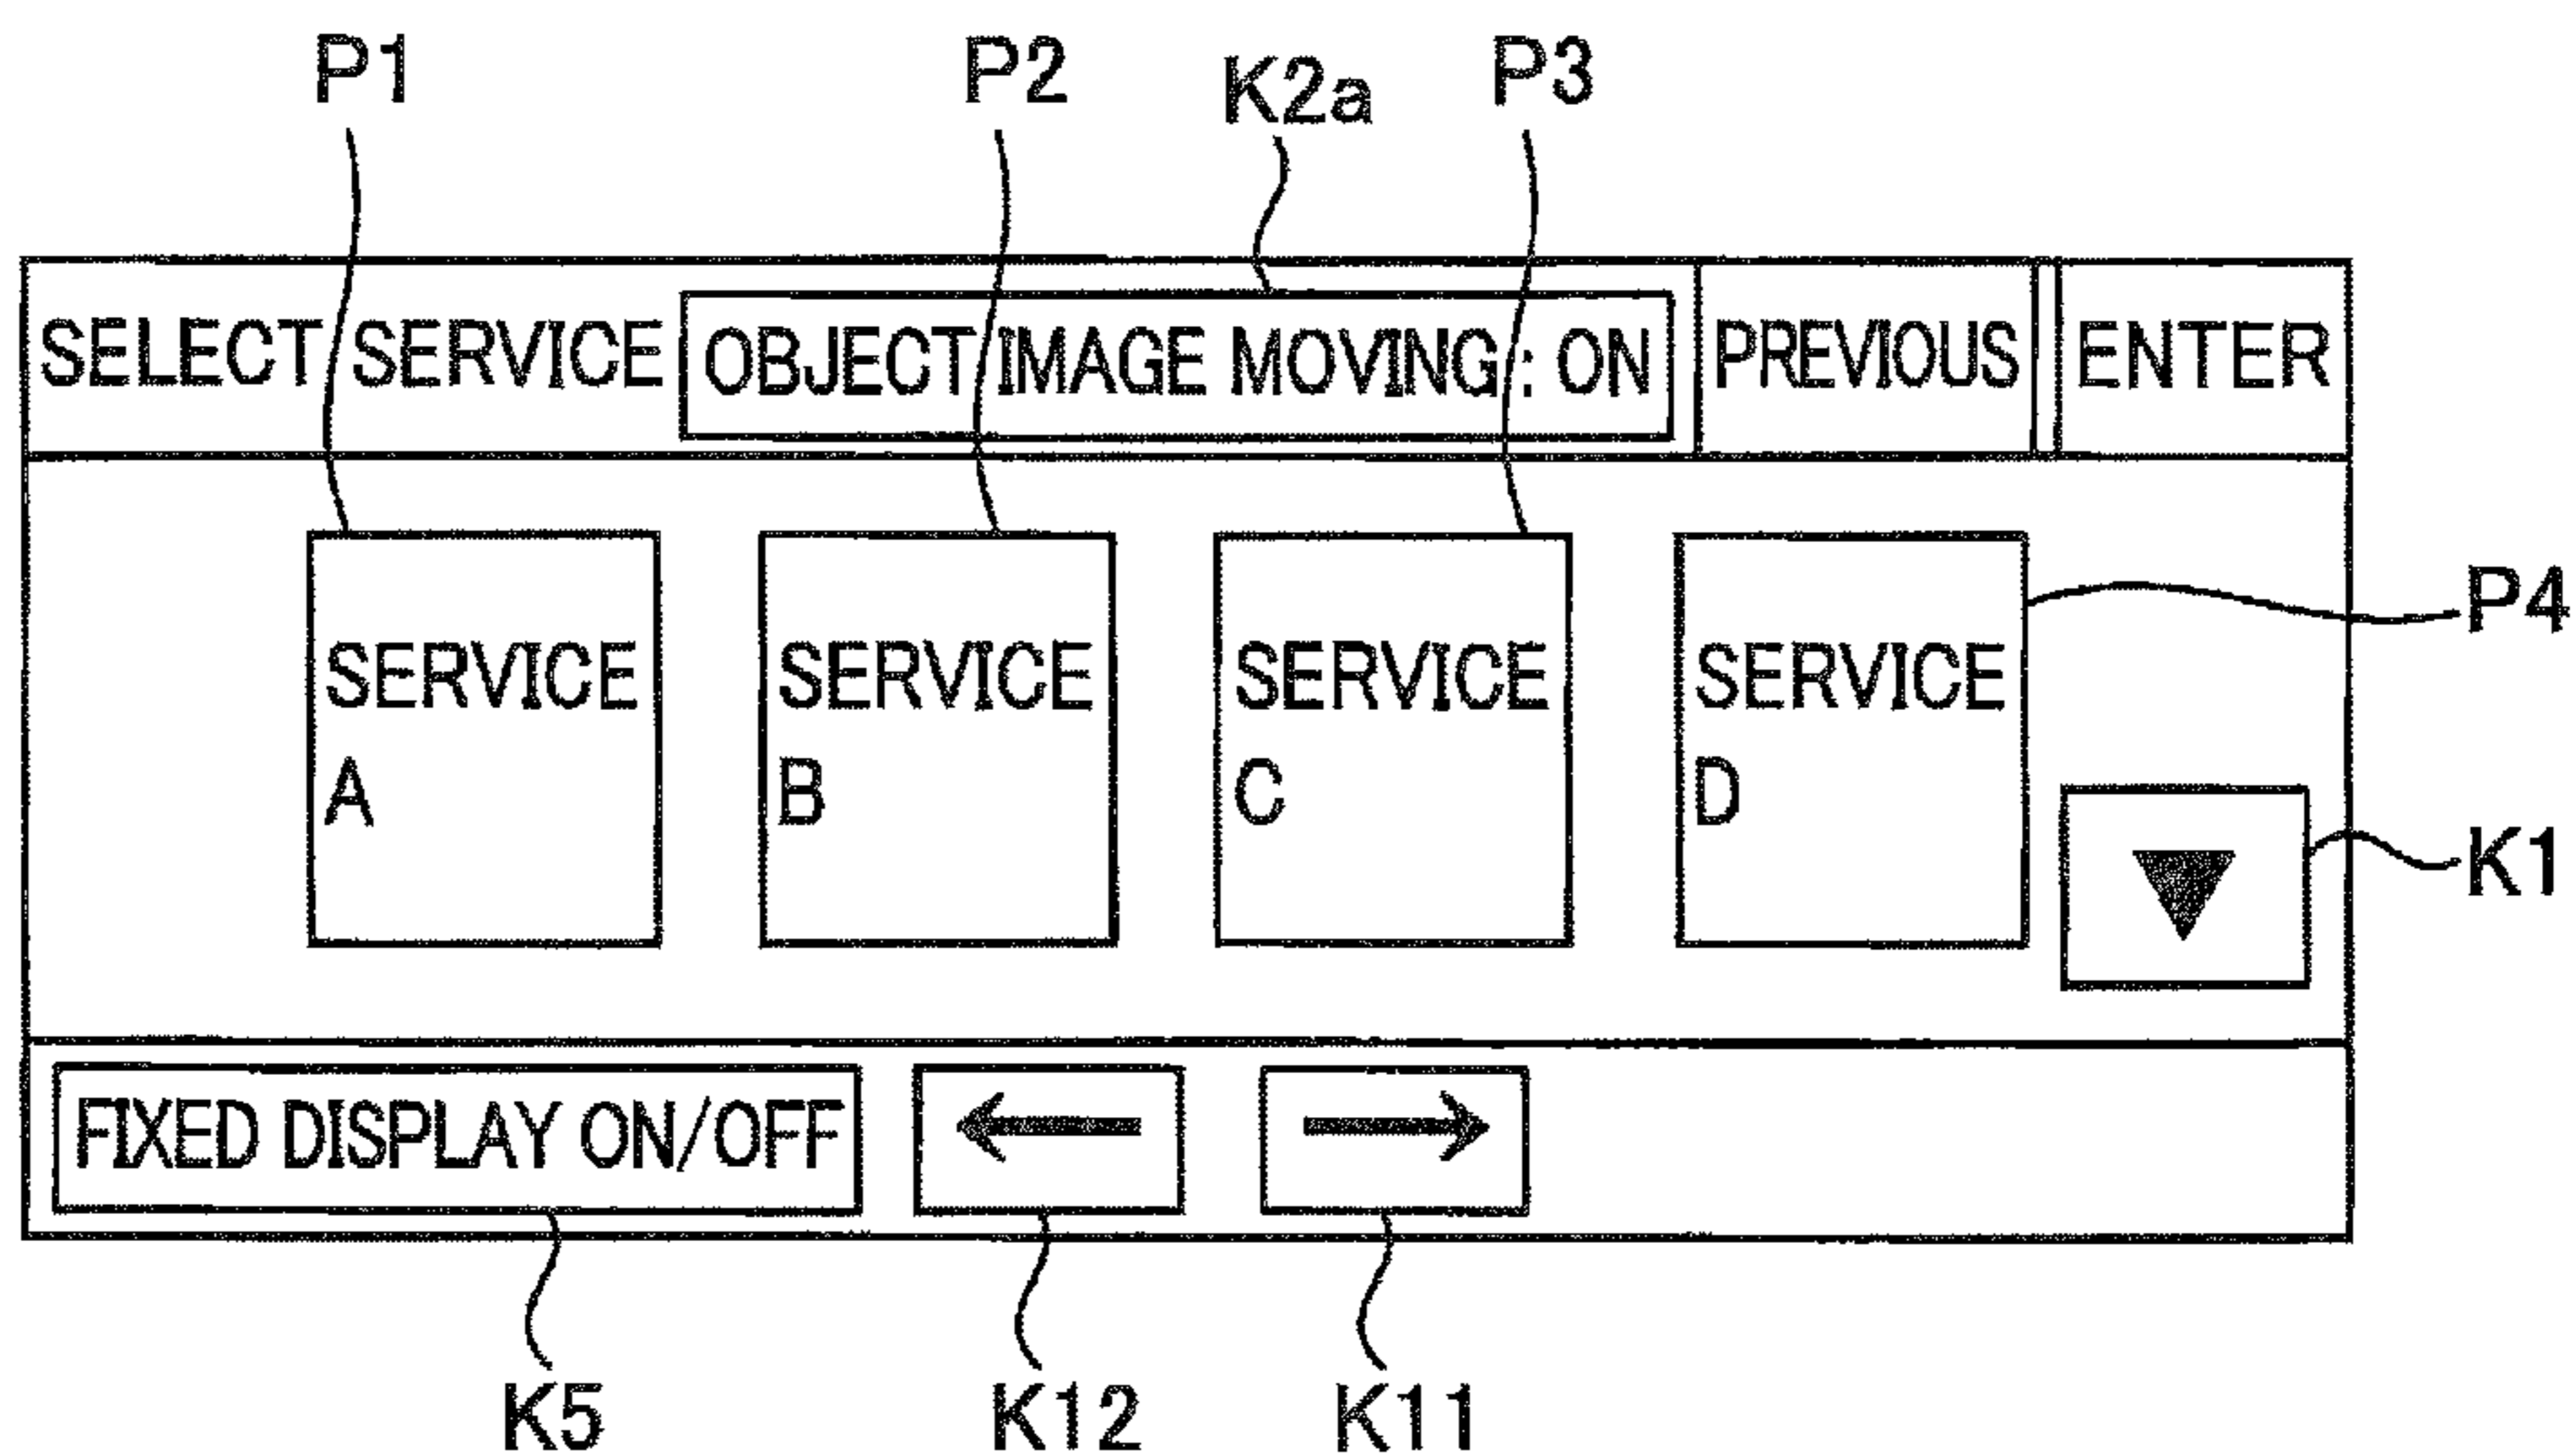 P1 P2 K2a P3
SELECT SERVICE OBJECT IMAGE MOVING : ON PREVIOUS ENTER
SERVICE A
SERVICE B
SERVICE C
SERVICE D
P4
K1
FIXED DISPLAY ON/OFF
K5 K12 K11